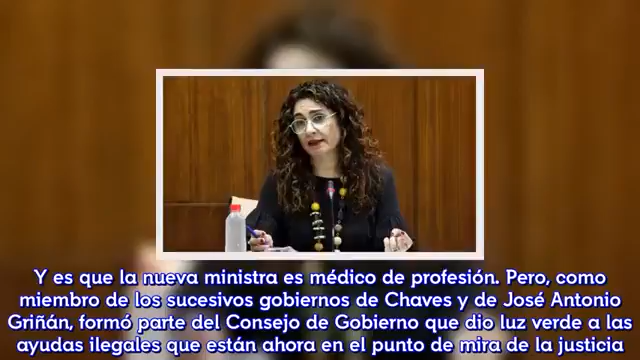 Y es que la nueva ministra es médico de profesión. Pero, como
miembro de los sucesivos gobiernos de Chaves y de José Antonio
Griñán, formó parte del Consejo de Gobierno que dio luz verde a las
ayudas ilegales que están ahora en el punto de mira de la justicia